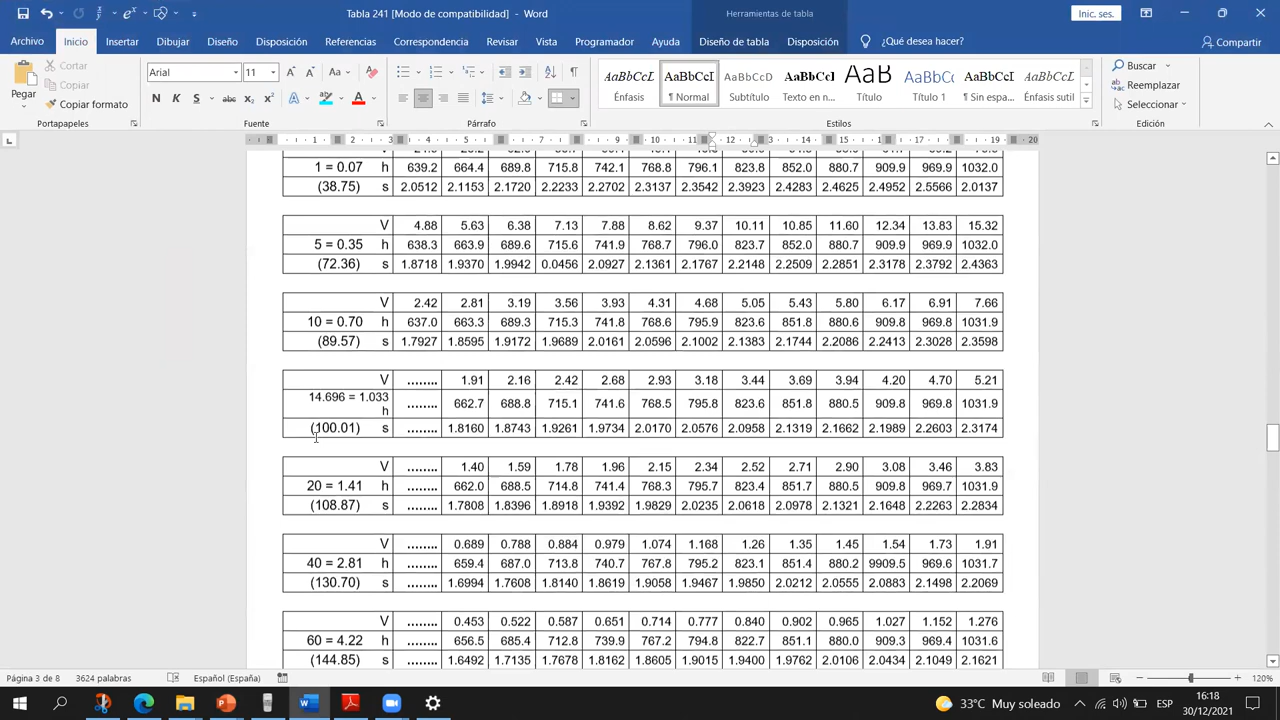 Tabla 241 [Modo de compatibilidad] - Word
Herramientas de tabla
Inic. ses.
Archivo Inicio Insertar Dibujar Diseño Disposición Referencias Correspondencia Revisar Vista Programador Ayuda Diseño de tabla Disposición ¿Qué desea hacer? Compartir
Pegar
Cortar
Copiar
Copiar formato
Portapapeles
Arial 11
N K S abc x₂ x²
Fuente
Párrafo
AaBbCcl AaBbCcI AaBbCcD AaBbCcl AaB AaBbC AaBbCcI AaBbCcI
Énfasis ¶ Normal Subtítulo Texto en n... Título Título 1 ¶ Sin espa... Énfasis sutil
Estilos
Buscar
Reemplazar
Seleccionar
Edición
1 2 3 4 5 6 7 8 9 10 11 12 13 14 15 16 17 18 19 20
1 = 0.07 h 639.2 664.4 689.8 715.8 742.1 768.8 796.1 823.8 852.0 880.7 910.0 969.9 1032.0
(38.75) s 2.0512 2.1153 2.1720 2.2233 2.2702 2.3137 2.3542 2.3923 2.4283 2.4625 2.4952 2.5566 2.0137
V 4.88 5.63 6.38 7.13 7.88 8.62 9.37 10.11 10.85 11.60 12.34 13.83 15.32
5 = 0.35 h 638.3 663.9 689.6 715.6 741.9 768.7 796.0 823.7 852.0 880.7 909.9 969.9 1032.0
(72.36) s 1.8718 1.9370 1.9942 0.0456 2.0927 2.1361 2.1767 2.2148 2.2509 2.2851 2.3178 2.3792 2.4363
V 2.42 2.81 3.19 3.56 3.93 4.31 4.68 5.05 5.43 5.80 6.17 6.91 7.66
10 = 0.70 h 637.0 663.3 689.3 715.3 741.8 768.6 795.9 823.6 851.8 880.6 909.8 969.8 1031.9
(89.57) s 1.7927 1.8595 1.9172 1.9689 2.0161 2.0596 2.1002 2.1383 2.1744 2.2086 2.2413 2.3028 2.3598
V ........ 1.91 2.16 2.42 2.68 2.93 3.18 3.44 3.69 3.94 4.20 4.70 5.21
14.696 = 1.033 h ........ 662.7 688.8 715.1 741.6 768.5 795.8 823.6 851.8 880.5 909.8 969.8 1031.9
(100.01) s ........ 1.8160 1.8743 1.9261 1.9734 2.0170 2.0576 2.0958 2.1319 2.1662 2.1989 2.2603 2.3174
V ........ 1.40 1.59 1.78 1.96 2.15 2.34 2.52 2.71 2.90 3.08 3.46 3.83
20 = 1.41 h ........ 662.0 688.5 714.8 741.4 768.3 795.7 823.4 851.7 880.5 909.8 969.7 1031.9
(108.87) s ........ 1.7808 1.8396 1.8918 1.9392 1.9829 2.0235 2.0618 2.0978 2.1321 2.1648 2.2263 2.2834
V ........ 0.689 0.788 0.884 0.979 1.074 1.168 1.26 1.35 1.45 1.54 1.73 1.91
40 = 2.81 h ........ 659.4 687.0 713.8 740.7 767.8 795.2 823.1 851.4 880.2 9909.5 969.6 1031.7
(130.70) s ........ 1.6994 1.7608 1.8140 1.8619 1.9058 1.9467 1.9850 2.0212 2.0555 2.0883 2.1498 2.2069
V ........ 0.453 0.522 0.587 0.651 0.714 0.777 0.840 0.902 0.965 1.027 1.152 1.276
60 = 4.22 h ........ 656.5 685.4 712.8 739.9 767.2 794.8 822.7 851.1 880.0 909.3 969.4 1031.6
(144.85) s ........ 1.6492 1.7135 1.7678 1.8162 1.8605 1.9015 1.9400 1.9762 2.0106 2.0434 2.1049 2.1621
Página 3 de 8 3624 palabras Español (España) 120%
33°C Muy soleado ESP 16:18
30/12/2021